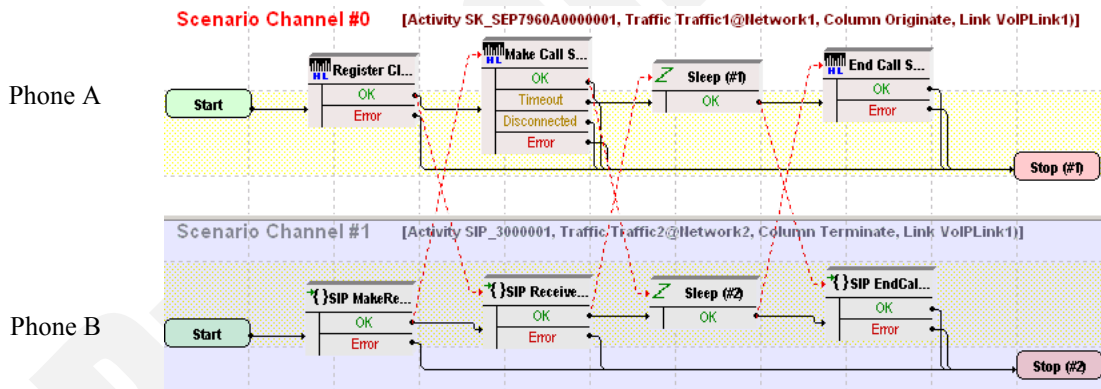 Scenario Channel #0 [Activity SK_SEP7960A0000001, Traffic Traffic1@Network1, Column Originate, Link VoIPLink1)]
Phone A
Start
HL Register Cl...
OK
Error
HL Make Call S...
OK
Timeout
Disconnected
Error
Sleep (#1)
OK
HL End Call S...
OK
Error
Stop (#1)
Scenario Channel #1 [Activity SIP_3000001, Traffic Traffic2@Network2, Column Terminate, Link VoIPLink1)]
Phone B
Start
{}SIP MakeRe...
OK
Error
{}SIP Receive...
OK
Error
Sleep (#2)
OK
{}SIP EndCal...
OK
Error
Stop (#2)